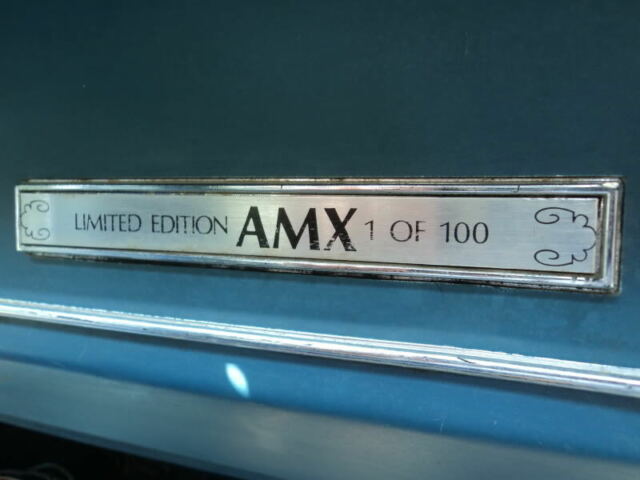 LIMITED EDITION AMX 1 OF 100